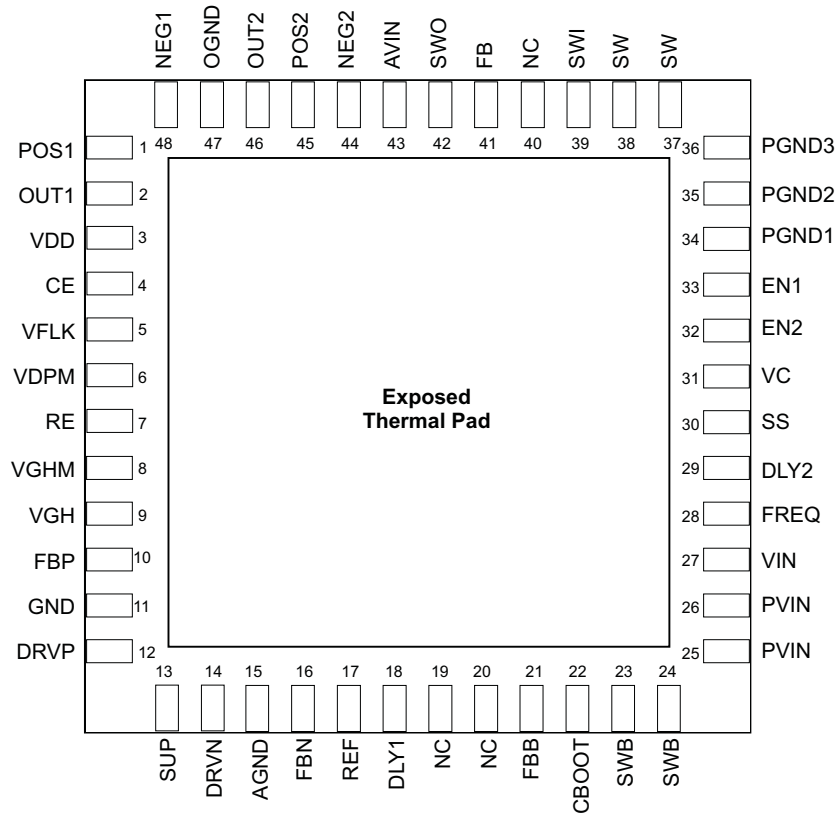 NEG1
OGND
OUT2
POS2
NEG2
AVIN
SWO
FB
NC
SWI
SW
SW
48 47 46 45 44 43 42 41 40 39 38 37
POS1 1
OUT1 2
VDD 3
CE 4
VFLK 5
VDPM 6
RE 7
VGHM 8
VGH 9
FBP 10
GND 11
DRVP 12
Exposed
Thermal Pad
36 PGND3
35 PGND2
34 PGND1
33 EN1
32 EN2
31 VC
30 SS
29 DLY2
28 FREQ
27 VIN
26 PVIN
25 PVIN
13 14 15 16 17 18 19 20 21 22 23 24
SUP
DRVN
AGND
FBN
REF
DLY1
NC
NC
FBB
CBOOT
SWB
SWB